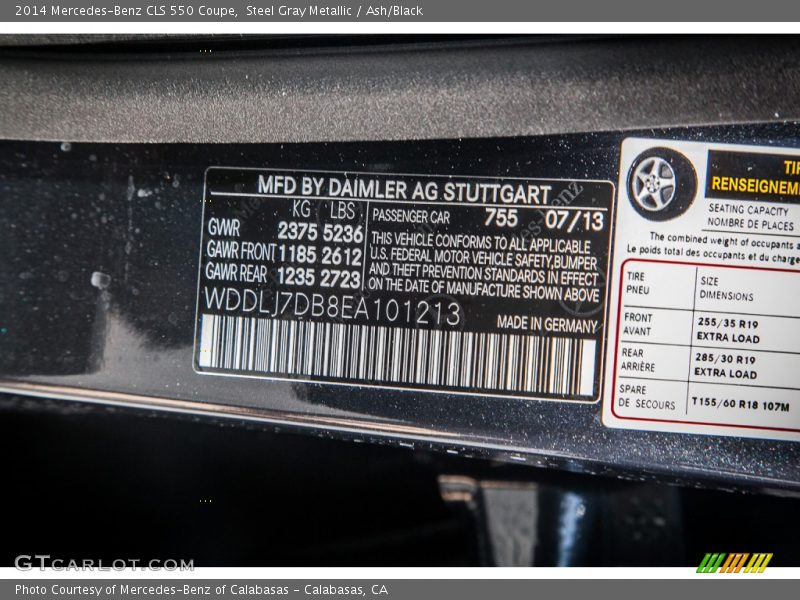 2014 Mercedes-Benz CLS 550 Coupe, Steel Gray Metallic / Ash/Black
MFD BY DAIMLER AG STUTTGART
KG LBS
GVWR 2375 5236
GAWR FRONT 1185 2612
GAWR REAR 1235 2723
PASSENGER CAR 755 07/13
THIS VEHICLE CONFORMS TO ALL APPLICABLE
U.S. FEDERAL MOTOR VEHICLE SAFETY, BUMPER
AND THEFT PREVENTION STANDARDS IN EFFECT
ON THE DATE OF MANUFACTURE SHOWN ABOVE
WDDLJ7DB8EA101213
MADE IN GERMANY
SEATING CAPACITY
NOMBRE DE PLACES
The combined weight of occupants
Le poids total des occupants et du
TIRE
PNEU
SIZE
DIMENSIONS
FRONT
AVANT
255/35 R19
EXTRA LOAD
REAR
ARRIÈRE
285/30 R19
EXTRA LOAD
SPARE
DE SECOURS
T155/60 R18 107M
GTCARLOT.COM
Photo Courtesy of Mercedes-Benz of Calabasas - Calabasas, CA